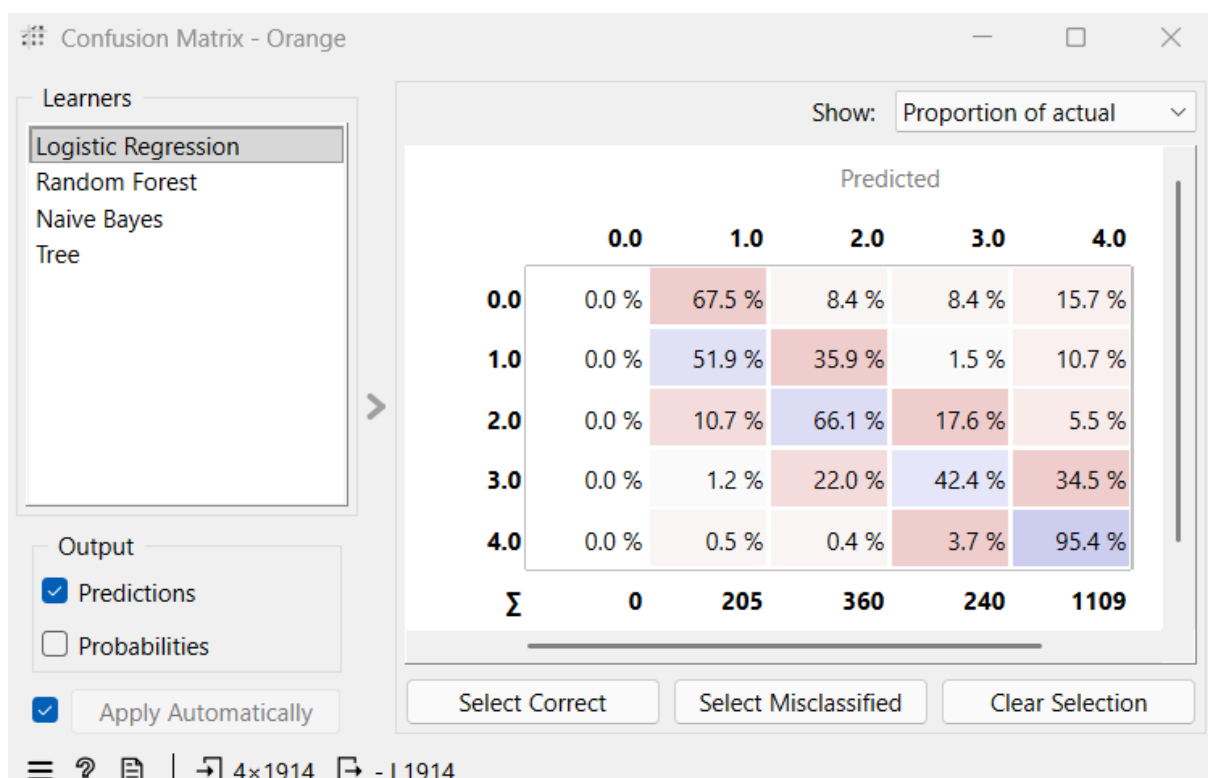 Confusion Matrix - Orange
Learners
Logistic Regression
Random Forest
Naive Bayes
Tree
Output
Predictions
Probabilities
Apply Automatically
Show: Proportion of actual
Predicted
0.0 1.0 2.0 3.0 4.0
0.0 0.0 % 67.5 % 8.4 % 8.4 % 15.7 %
1.0 0.0 % 51.9 % 35.9 % 1.5 % 10.7 %
2.0 0.0 % 10.7 % 66.1 % 17.6 % 5.5 %
3.0 0.0 % 1.2 % 22.0 % 42.4 % 34.5 %
4.0 0.0 % 0.5 % 0.4 % 3.7 % 95.4 %
Σ 0 205 360 240 1109
Select Correct Select Misclassified Clear Selection
? 4×1914 - | 1914